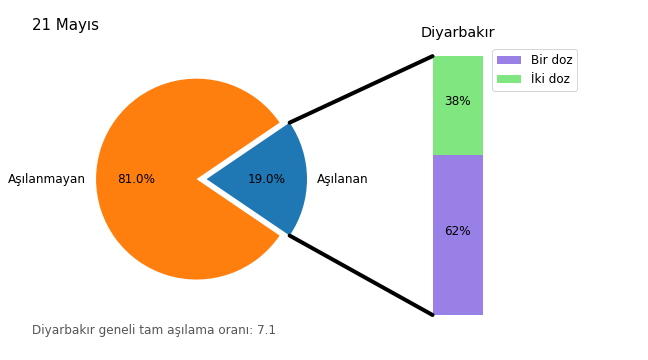 21 Mayıs
Diyarbakır
Bir doz
İki doz
38%
Aşılanmayan
81.0%
19.0%
Aşılanan
62%
Diyarbakır geneli tam aşılama oranı: 7.1